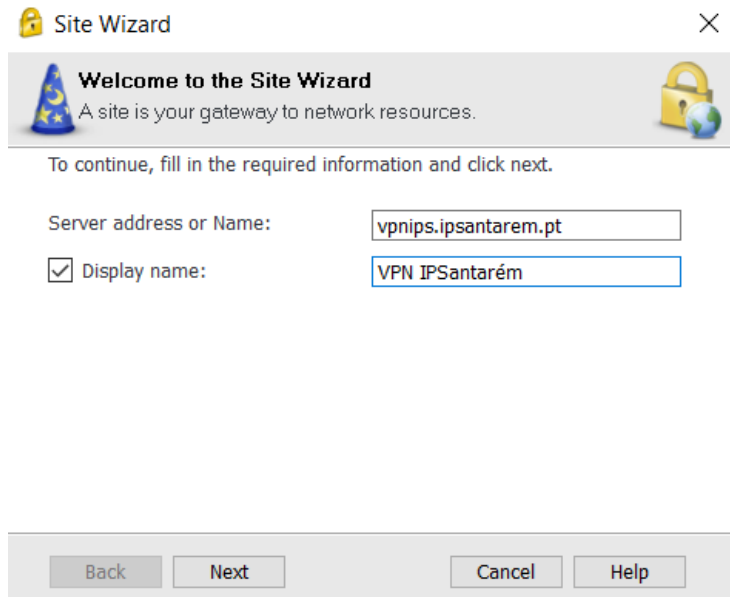 Site Wizard
Welcome to the Site Wizard
A site is your gateway to network resources.
To continue, fill in the required information and click next.
Server address or Name: vpnips.ipsantarem.pt
Display name: VPN IPSantarém
Back Next Cancel Help